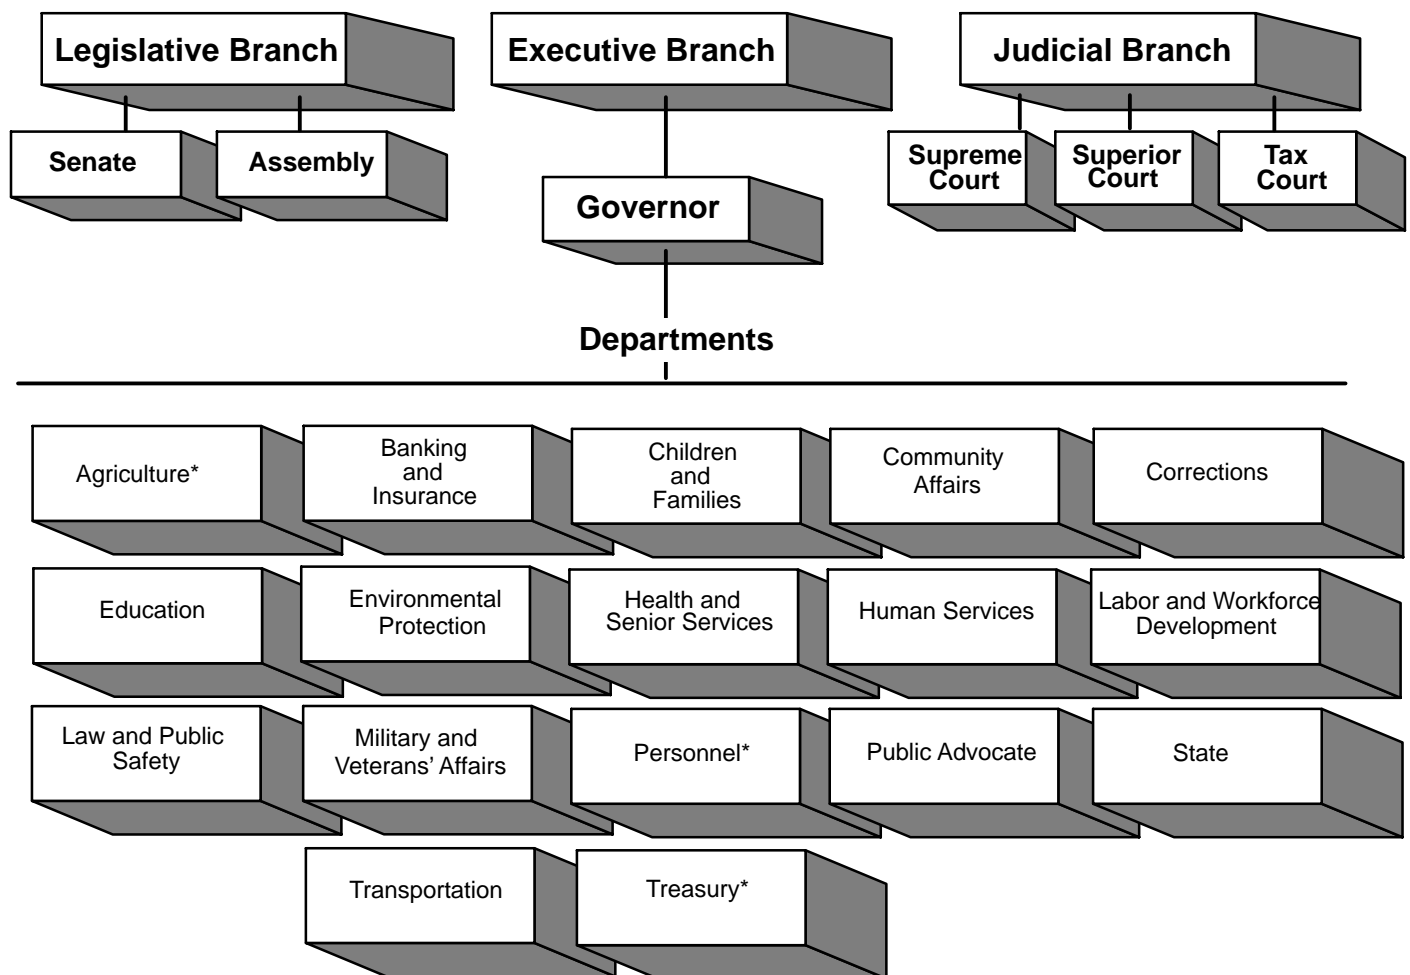 Legislative Branch
Executive Branch
Judicial Branch
Senate
Assembly
Governor
Supreme
Court
Superior
Court
Tax
Court
Departments
Agriculture*
Banking
and
Insurance
Children
and
Families
Community
Affairs
Corrections
Education
Environmental
Protection
Health and
Senior Services
Human Services
Labor and Workforce
Development
Law and Public
Safety
Military and
Veterans’ Affairs
Personnel*
Public Advocate
State
Transportation
Treasury*